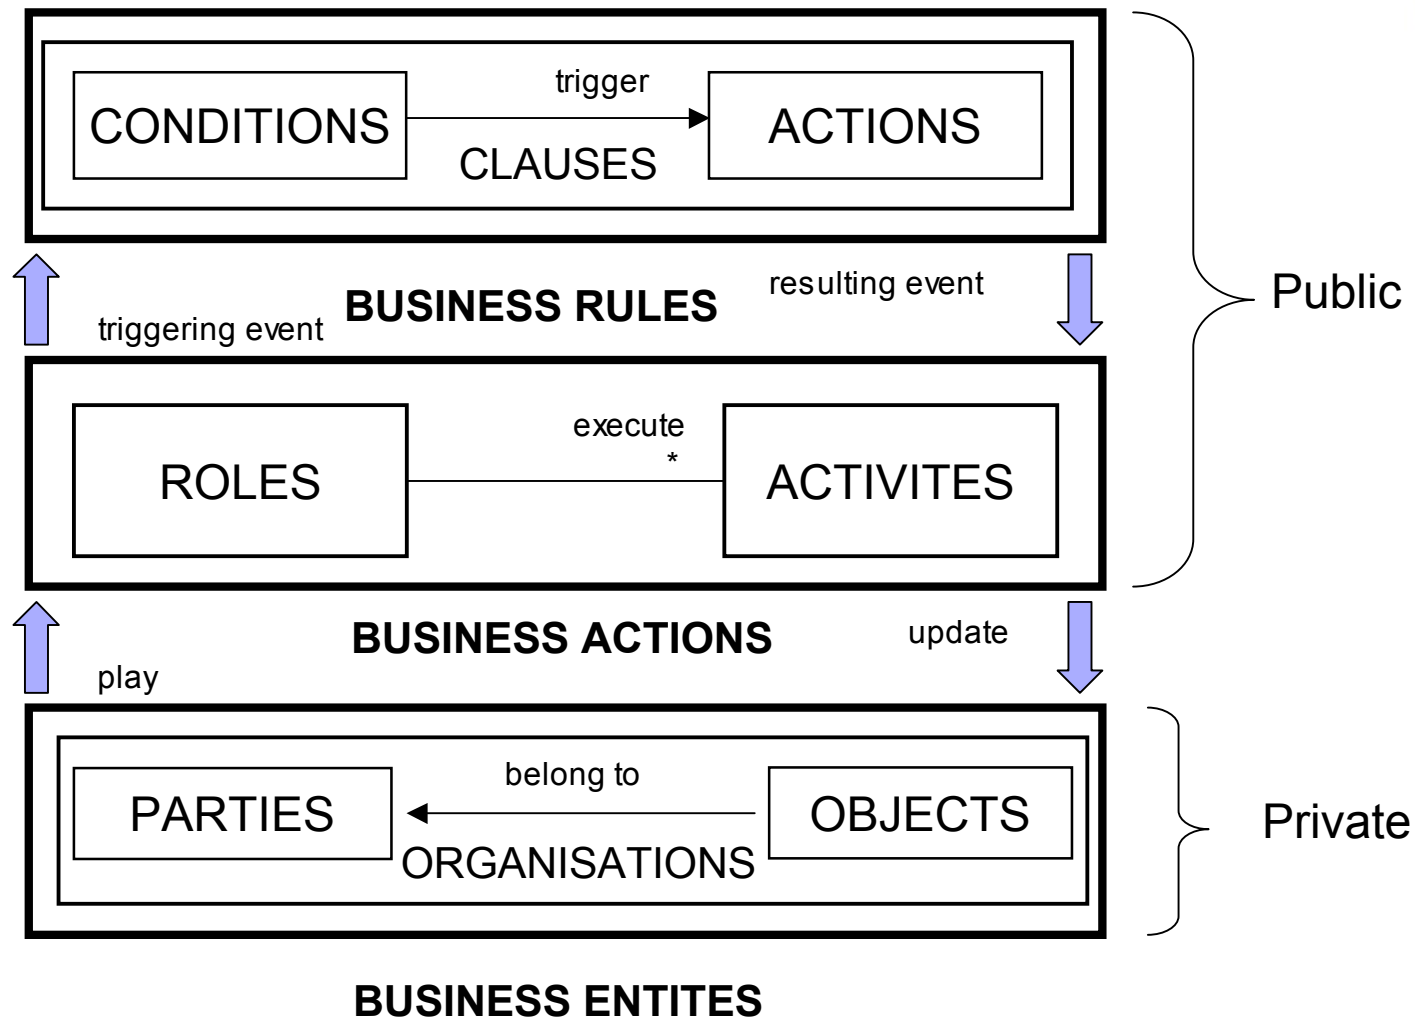 trigger
CONDITIONS
ACTIONS
CLAUSES
resulting event
BUSINESS RULES
triggering event
Public
execute
*
ROLES
ACTIVITES
BUSINESS ACTIONS
update
play
belong to
PARTIES
OBJECTS
Private
ORGANISATIONS
BUSINESS ENTITES